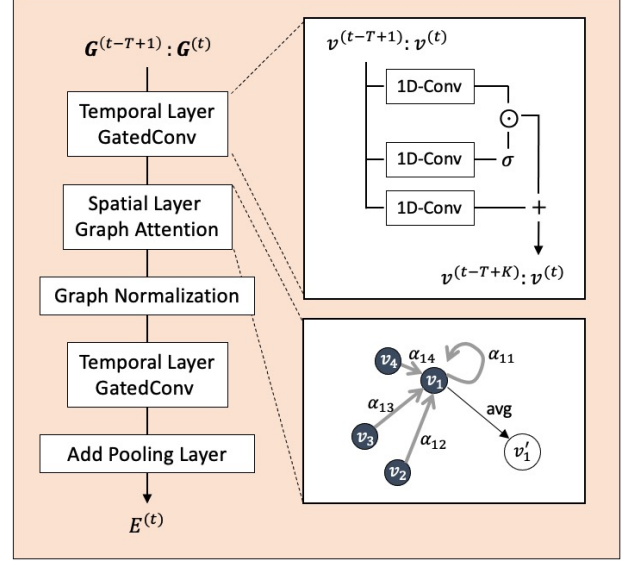 𝑮^(t−T+1) : 𝑮^(t)
Temporal Layer
GatedConv
Spatial Layer
Graph Attention
Graph Normalization
Temporal Layer
GatedConv
Add Pooling Layer
E^(t)
v^(t−T+1) : v^(t)
1D-Conv
⊙
1D-Conv
σ
1D-Conv
+
v^(t−T+K) : v^(t)
v₄
α₁₄
v₁
α₁₁
α₁₃
avg
v₃
α₁₂
v₂
v₁′